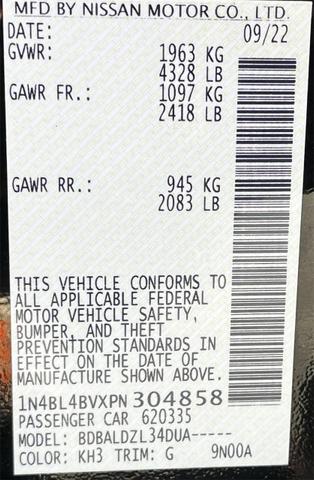 MFD BY NISSAN MOTOR CO., LTD.
DATE: 09/22
GVWR: 1963 KG
4328 LB
GAWR FR.: 1097 KG
2418 LB
GAWR RR.: 945 KG
2083 LB
THIS VEHICLE CONFORMS TO
ALL APPLICABLE FEDERAL
MOTOR VEHICLE SAFETY,
BUMPER, AND THEFT
PREVENTION STANDARDS IN
EFFECT ON THE DATE OF
MANUFACTURE SHOWN ABOVE.
1N4BL4BVXPN304858
PASSENGER CAR 620335
MODEL: BDBALDZL34DUA-----
COLOR: KH3 TRIM: G 9N00A